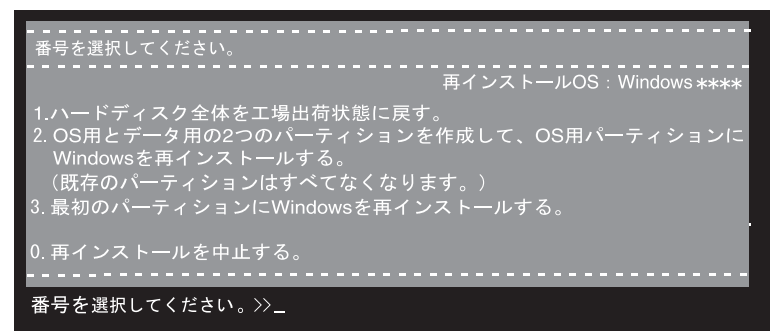 番号を選択してください。
再インストールOS：Windows****
1.ハードディスク全体を工場出荷状態に戻す。
2. OS用とデータ用の2つのパーティションを作成して、OS用パーティションに
Windowsを再インストールする。
（既存のパーティションはすべてなくなります。）
3. 最初のパーティションにWindowsを再インストールする。
0. 再インストールを中止する。
番号を選択してください。>>_